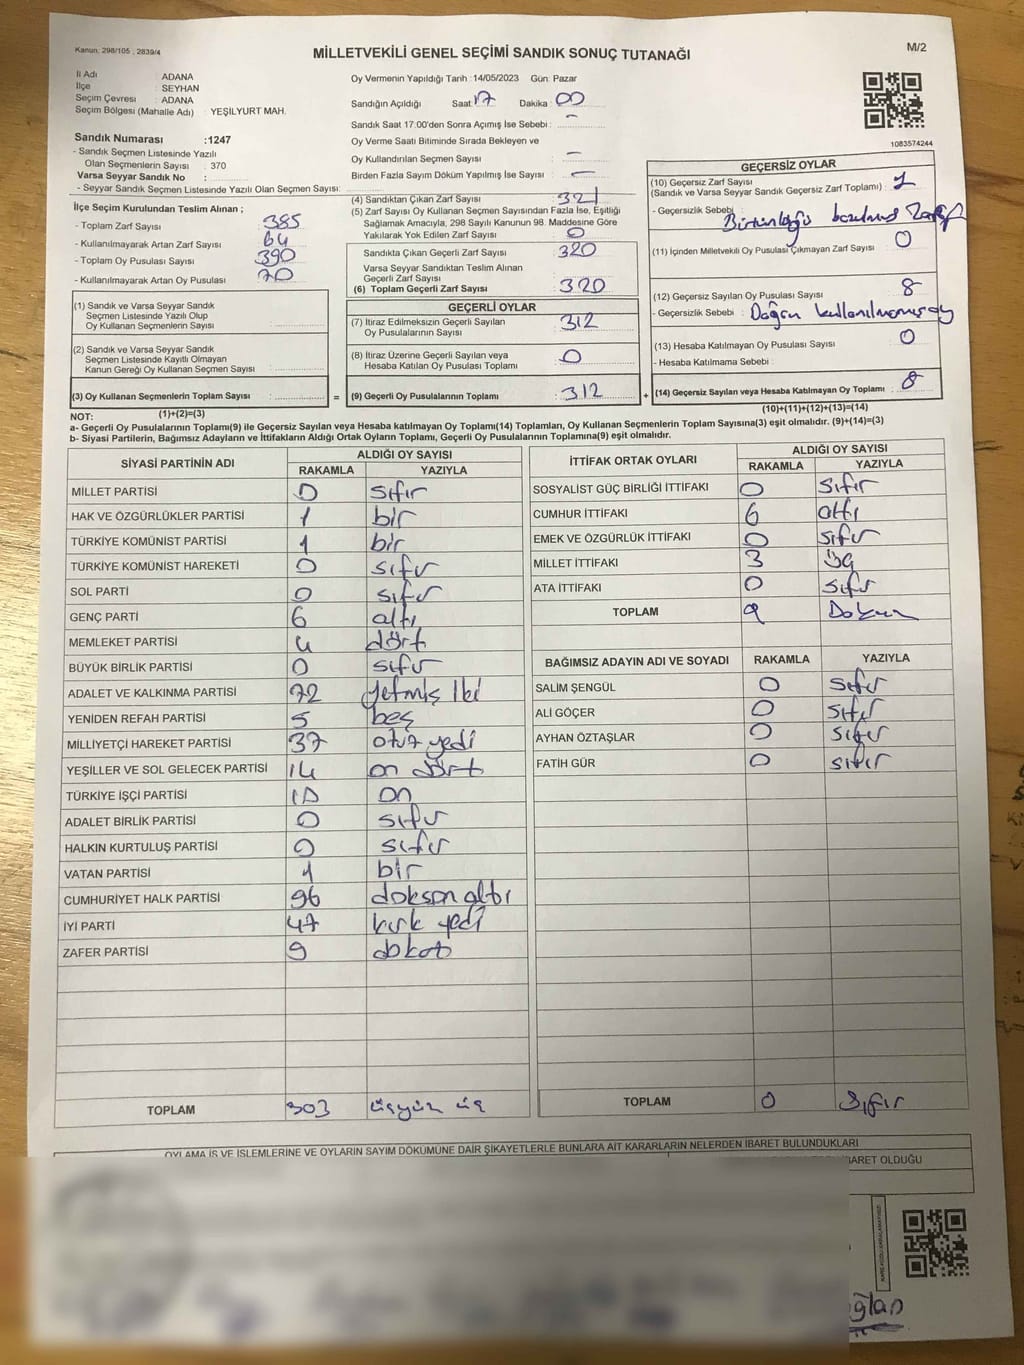 Kanun: 298/105 ; 2839/4
MİLLETVEKİLİ GENEL SEÇİMİ SANDIK SONUÇ TUTANAĞI
M/2
İl Adı : ADANA
İlçe : SEYHAN
Seçim Çevresi : ADANA
Seçim Bölgesi (Mahalle Adı) : YEŞİLYURT MAH.
Sandık Numarası :1247
- Sandık Seçmen Listesinde Yazılı
Olan Seçmenlerin Sayısı : 370
Varsa Seyyar Sandık No :
- Seyyar Sandık Seçmen Listesinde Yazılı Olan Seçmen Sayısı:
Oy Vermenin Yapıldığı Tarih : 14/05/2023 Gün: Pazar
Sandığın Açıldığı Saat: 17 Dakika : 00
Sandık Saat 17:00'den Sonra Açımış İse Sebebi : -
Oy Verme Saati Bitiminde Sırada Bekleyen ve
Oy Kullandırılan Seçmen Sayısı : -
Birden Fazla Sayım Döküm Yapılmış İse Sayısı : -
1083574244
İlçe Seçim Kurulundan Teslim Alınan ;
- Toplam Zarf Sayısı : 385
- Kullanılmayarak Artan Zarf Sayısı : 64
- Toplam Oy Pusulası Sayısı : 390
- Kullanılmayarak Artan Oy Pusulası : 70
(4) Sandıktan Çıkan Zarf Sayısı : 321
(5) Zarf Sayısı Oy Kullanan Seçmen Sayısından Fazla İse, Eşitliği
Sağlamak Amacıyla, 298 Sayılı Kanunun 98. Maddesine Göre
Yakılarak Yok Edilen Zarf Sayısı : 0
Sandıkta Çıkan Geçerli Zarf Sayısı : 320
Varsa Seyyar Sandıktan Teslim Alınan
Geçerli Zarf Sayısı
(6) Toplam Geçerli Zarf Sayısı : 320
GEÇERSİZ OYLAR
(10) Geçersiz Zarf Sayısı
(Sandık ve Varsa Seyyar Sandık Geçersiz Zarf Toplamı) : 1
- Geçersizlik Sebebi : Bütünlüğü bozulmuş Zarf
(11) İçinden Milletvekili Oy Pusulası Çıkmayan Zarf Sayısı : 0
(12) Geçersiz Sayılan Oy Pusulası Sayısı : 8
- Geçersizlik Sebebi : Doğru kullanılmamış oy
(13) Hesaba Katılmayan Oy Pusulası Sayısı : 0
- Hesaba Katılmama Sebebi :
(14) Geçersiz Sayılan veya Hesaba Katılmayan Oy Toplamı : 8
(10)+(11)+(12)+(13)=(14)
(1) Sandık ve Varsa Seyyar Sandık
Seçmen Listesinde Yazılı Olup
Oy Kullanan Seçmenlerin Sayısı :
(2) Sandık ve Varsa Seyyar Sandık
Seçmen Listesinde Kayıtlı Olmayan
Kanun Gereği Oy Kullanan Seçmen Sayısı :
(3) Oy Kullanan Seçmenlerin Toplam Sayısı : =
(1)+(2)=(3)
GEÇERLİ OYLAR
(7) İtiraz Edilmeksizin Geçerli Sayılan
Oy Pusulalarının Sayısı : 312
(8) İtiraz Üzerine Geçerli Sayılan veya
Hesaba Katılan Oy Pusulası Toplamı : 0
(9) Geçerli Oy Pusulalarının Toplamı : 312 +
NOT:
a- Geçerli Oy Pusulalarının Toplamı(9) ile Geçersiz Sayılan veya Hesaba katılmayan Oy Toplamı(14) Toplamları, Oy Kullanan Seçmenlerin Toplam Sayısına(3) eşit olmalıdır. (9)+(14)=(3)
b- Siyasi Partilerin, Bağımsız Adayların ve İttifakların Aldığı Ortak Oyların Toplamı, Geçerli Oy Pusulalarının Toplamına(9) eşit olmalıdır.
SİYASİ PARTİNİN ADI ALDIĞI OY SAYISI
RAKAMLA YAZIYLA
MİLLET PARTİSİ 0 sıfır
HAK VE ÖZGÜRLÜKLER PARTİSİ 1 bir
TÜRKİYE KOMÜNİST PARTİSİ 1 bir
TÜRKİYE KOMÜNİST HAREKETİ 0 sıfır
SOL PARTİ 0 sıfır
GENÇ PARTİ 6 altı
MEMLEKET PARTİSİ 4 dört
BÜYÜK BİRLİK PARTİSİ 0 sıfır
ADALET VE KALKINMA PARTİSİ 72 yetmiş iki
YENİDEN REFAH PARTİSİ 5 beş
MİLLİYETÇİ HAREKET PARTİSİ 37 otuz yedi
YEŞİLLER VE SOL GELECEK PARTİSİ 14 on dört
TÜRKİYE İŞÇİ PARTİSİ 10 on
ADALET BİRLİK PARTİSİ 0 sıfır
HALKIN KURTULUŞ PARTİSİ 0 sıfır
VATAN PARTİSİ 1 bir
CUMHURİYET HALK PARTİSİ 96 doksan altı
İYİ PARTİ 47 kırk yedi
ZAFER PARTİSİ 9 dokuz
TOPLAM 303 üçyüz üç
İTTİFAK ORTAK OYLARI ALDIĞI OY SAYISI
RAKAMLA YAZIYLA
SOSYALİST GÜÇ BİRLİĞİ İTTİFAKI 0 sıfır
CUMHUR İTTİFAKI 6 altı
EMEK VE ÖZGÜRLÜK İTTİFAKI 0 sıfır
MİLLET İTTİFAKI 3 üç
ATA İTTİFAKI 0 sıfır
TOPLAM 9 Dokuz
BAĞIMSIZ ADAYIN ADI VE SOYADI RAKAMLA YAZIYLA
SALİM ŞENGÜL 0 sıfır
ALİ GÖÇER 0 sıfır
AYHAN ÖZTAŞLAR 0 sıfır
FATİH GÜR 0 sıfır
TOPLAM 0 Sıfır
OYLAMA İŞ VE İŞLEMLERİNE VE OYLARIN SAYIM DÖKÜMÜNE DAİR ŞİKAYETLERLE BUNLARA AİT KARARLARIN NELERDEN İBARET BULUNDUKLARI
İBARET OLDUĞU